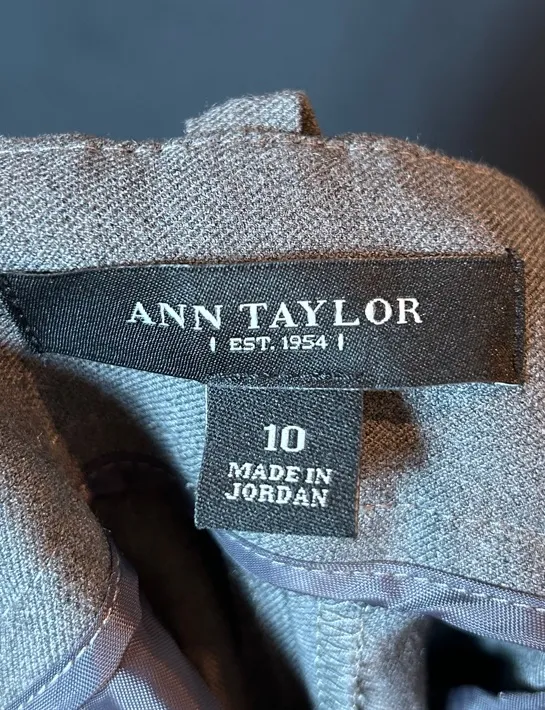 ANN TAYLOR
| EST. 1954 |
10
MADE IN
JORDAN